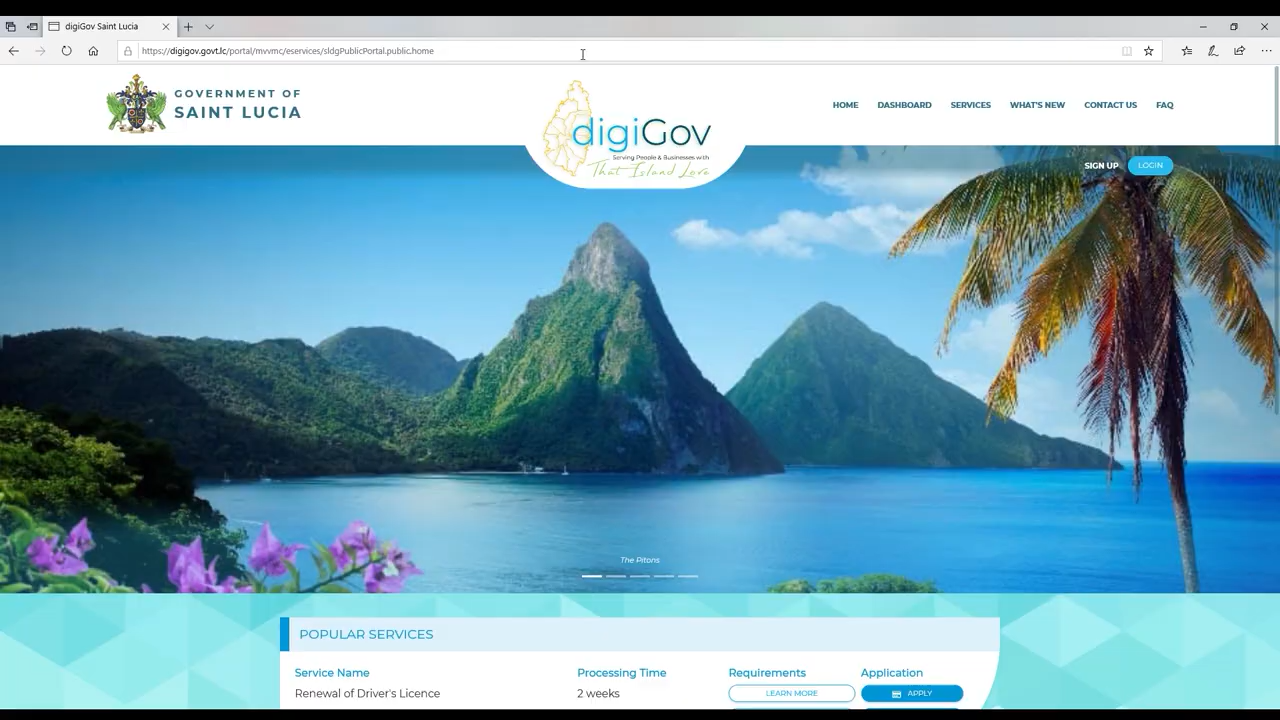 digiGov Saint Lucia
https://digigov.govt.lc/portal/mvvmc/eservices/sldgPublicPortal.public.home
GOVERNMENT OF
SAINT LUCIA
digiGov
Serving People & Businesses with
That Island Love
HOME
DASHBOARD
SERVICES
WHAT'S NEW
CONTACT US
FAQ
SIGN UP
LOGIN
The Pitons
POPULAR SERVICES
Service Name
Processing Time
Requirements
Application
Renewal of Driver's Licence
2 weeks
LEARN MORE
APPLY